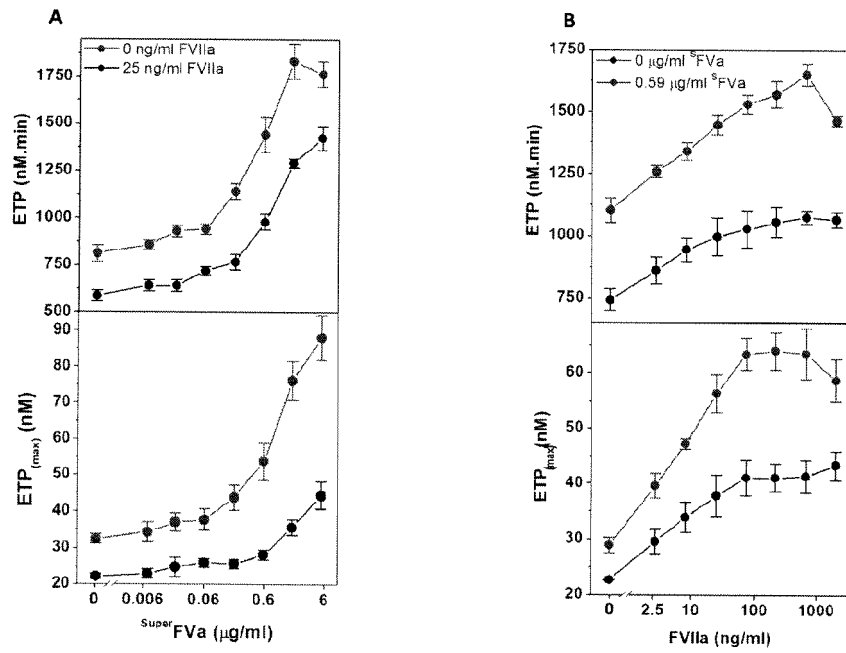 A
0 ng/ml FVIIa
25 ng/ml FVIIa
1750
1500
1250
1000
750
500
ETP (nM.min)
90
80
70
60
50
40
30
20
ETP(max) (nM)
0 0.006 0.06 0.6 6
Super FVa (µg/ml)
B
0 µg/ml SFVa
0.59 µg/ml SFVa
1750
1500
1250
1000
750
ETP (nM.min)
60
50
40
30
20
ETP(max)(nM)
0 2.5 10 100 1000
FVIIa (ng/ml)